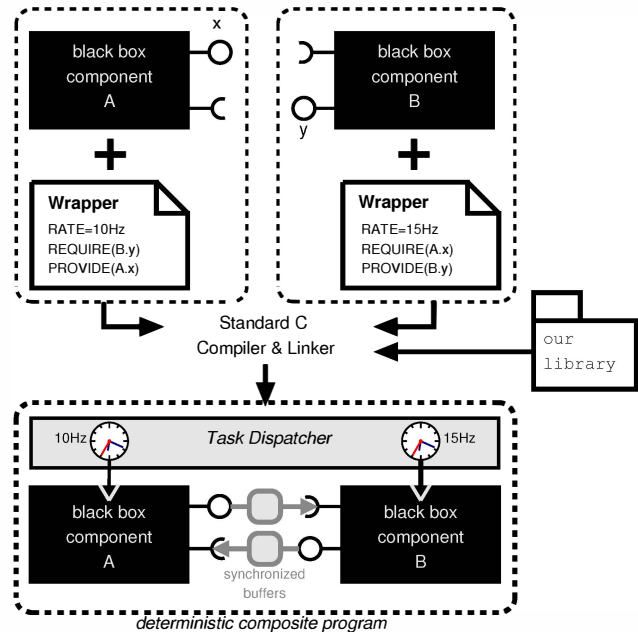 x
black box
component
A
black box
component
B
y
Wrapper
RATE=10Hz
REQUIRE(B.y)
PROVIDE(A.x)
Wrapper
RATE=15Hz
REQUIRE(A.x)
PROVIDE(B.y)
Standard C
Compiler & Linker
our
library
10Hz
Task Dispatcher
15Hz
black box
component
A
black box
component
B
synchronized
buffers
deterministic composite program